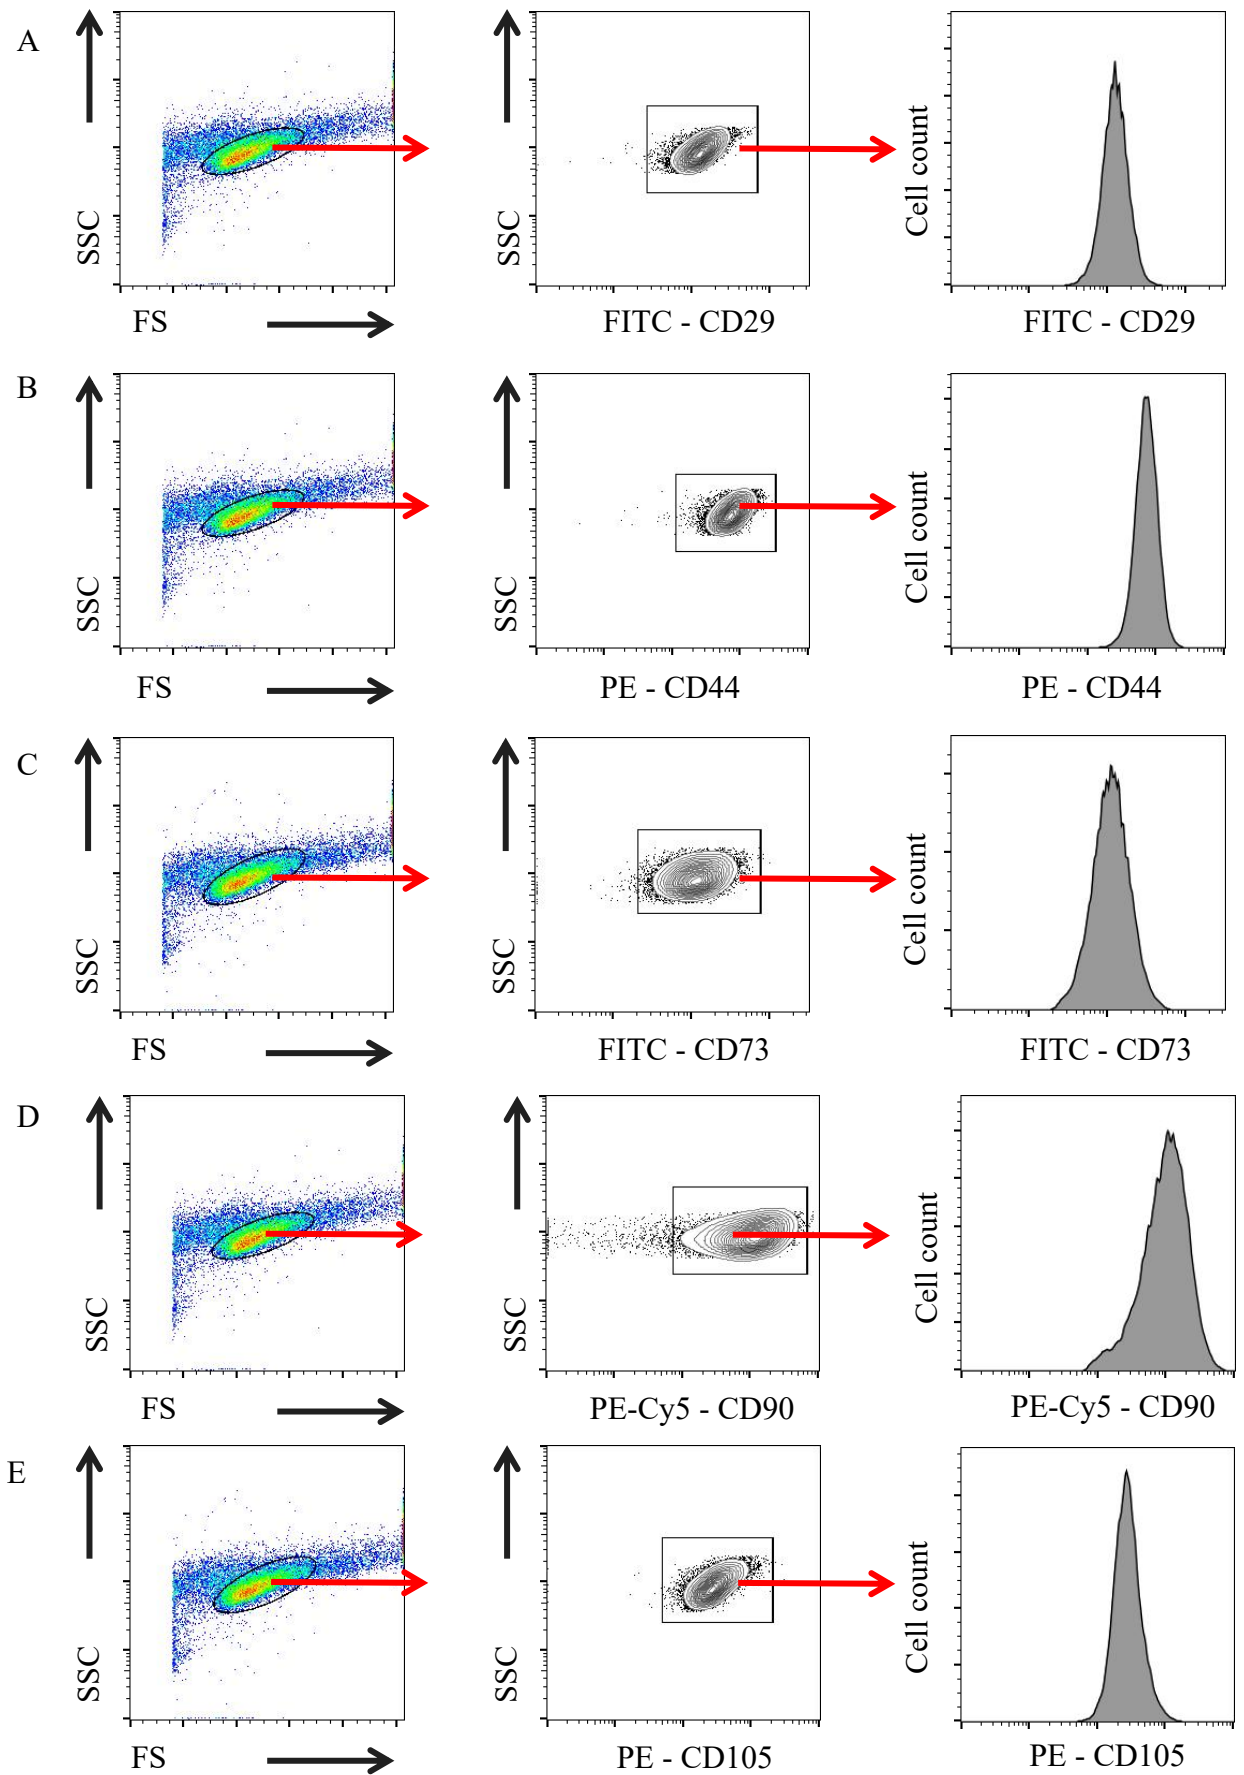 A
SSC
FS
SSC
FITC - CD29
Cell count
FITC - CD29
B
SSC
FS
SSC
PE - CD44
Cell count
PE - CD44
C
SSC
FS
SSC
FITC - CD73
Cell count
FITC - CD73
D
SSC
FS
SSC
PE-Cy5 - CD90
Cell count
PE-Cy5 - CD90
E
SSC
FS
SSC
PE - CD105
Cell count
PE - CD105